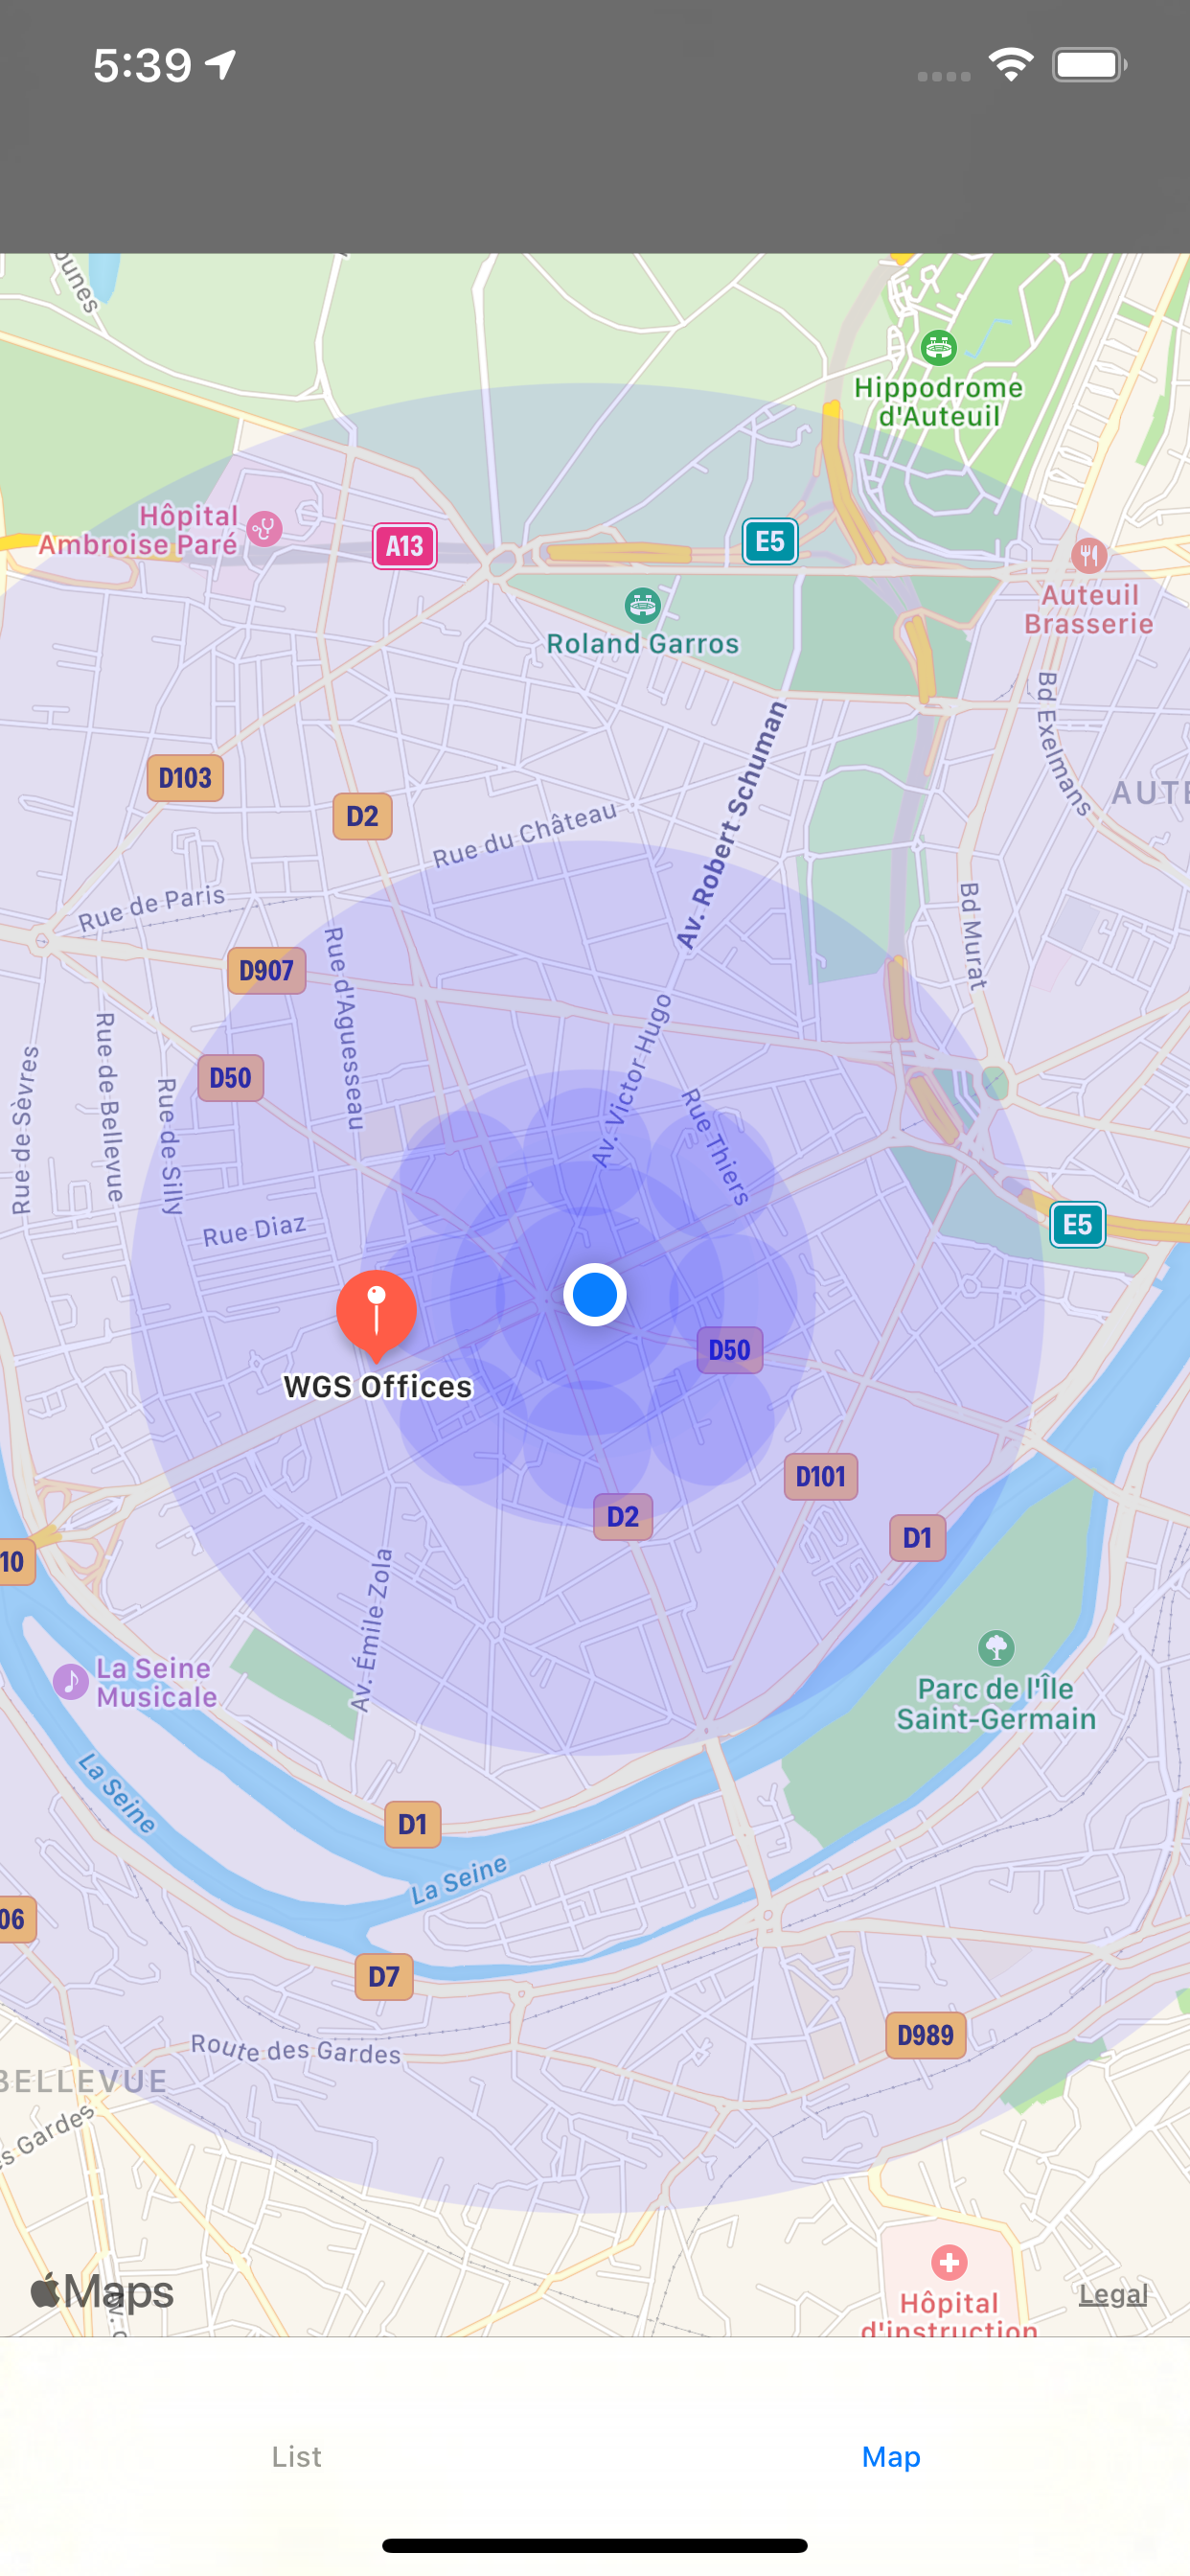 5:39
ounes
Hippodrome
d'Auteuil
Hôpital
Ambroise Paré
A13
E5
Auteuil
Brasserie
Roland Garros
Bd Exelmans
AUTE
D103
D2
Rue du Château
Av. Robert Schuman
Rue de Paris
Bd Murat
D907
Rue d'Aguesseau
Av. Victor Hugo
Rue de Sèvres
Rue de Bellevue
Rue de Silly
D50
Rue Thiers
Rue Diaz
E5
WGS Offices
D50
D101
D2
D1
10
Av. Émile Zola
La Seine
Musicale
Parc de l'Île
Saint-Germain
La Seine
D1
La Seine
06
D7
D989
Route des Gardes
BELLEVUE
es Gardes
Maps
Legal
Hôpital
d'instruction
List
Map